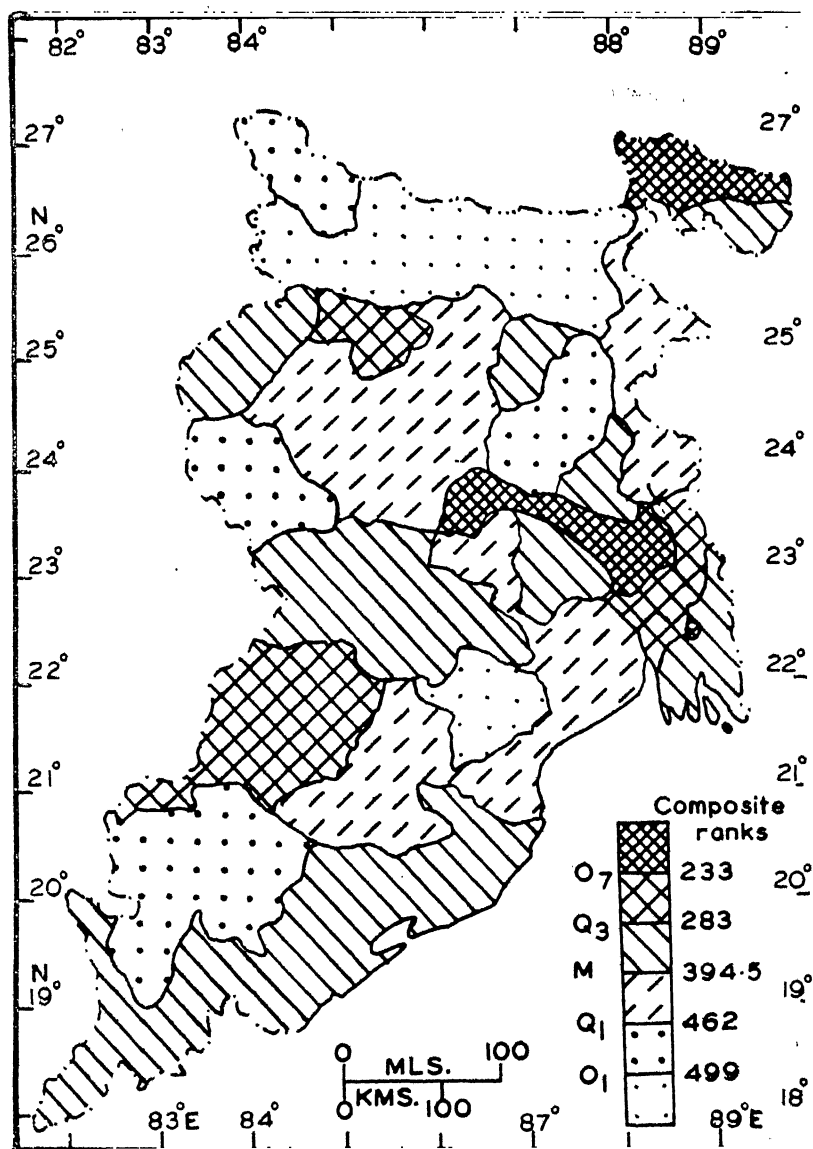 82° 83° 84° 88° 89°
27° 27°
N
26°
25° 25°
24° 24°
23° 23°
22° 22°
21° 21°
Composite
ranks
O7 233
20° 20°
Q3 283
M 394·5
N
19° 19°
Q1 462
0 100
MLS.
O1 499
KMS.
0 100
18°
83°E 84° 87° 89°E